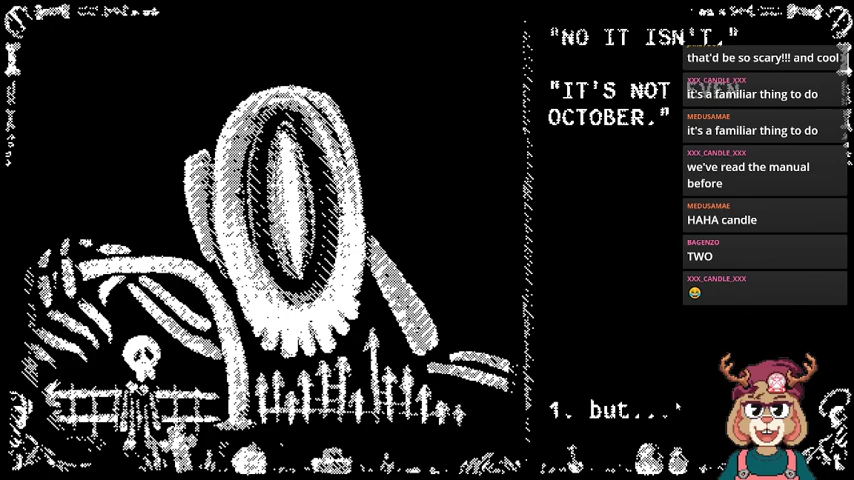 "NO IT ISN'T."
"IT'S NOT EVEN
OCTOBER."
1. but...
that'd be so scary!!! and cool
XXX_CANDLE_XXX
it's a familiar thing to do
MEDUSAMAE
it's a familiar thing to do
XXX_CANDLE_XXX
we've read the manual
before
MEDUSAMAE
HAHA candle
BAGENZO
TWO
XXX_CANDLE_XXX
😂